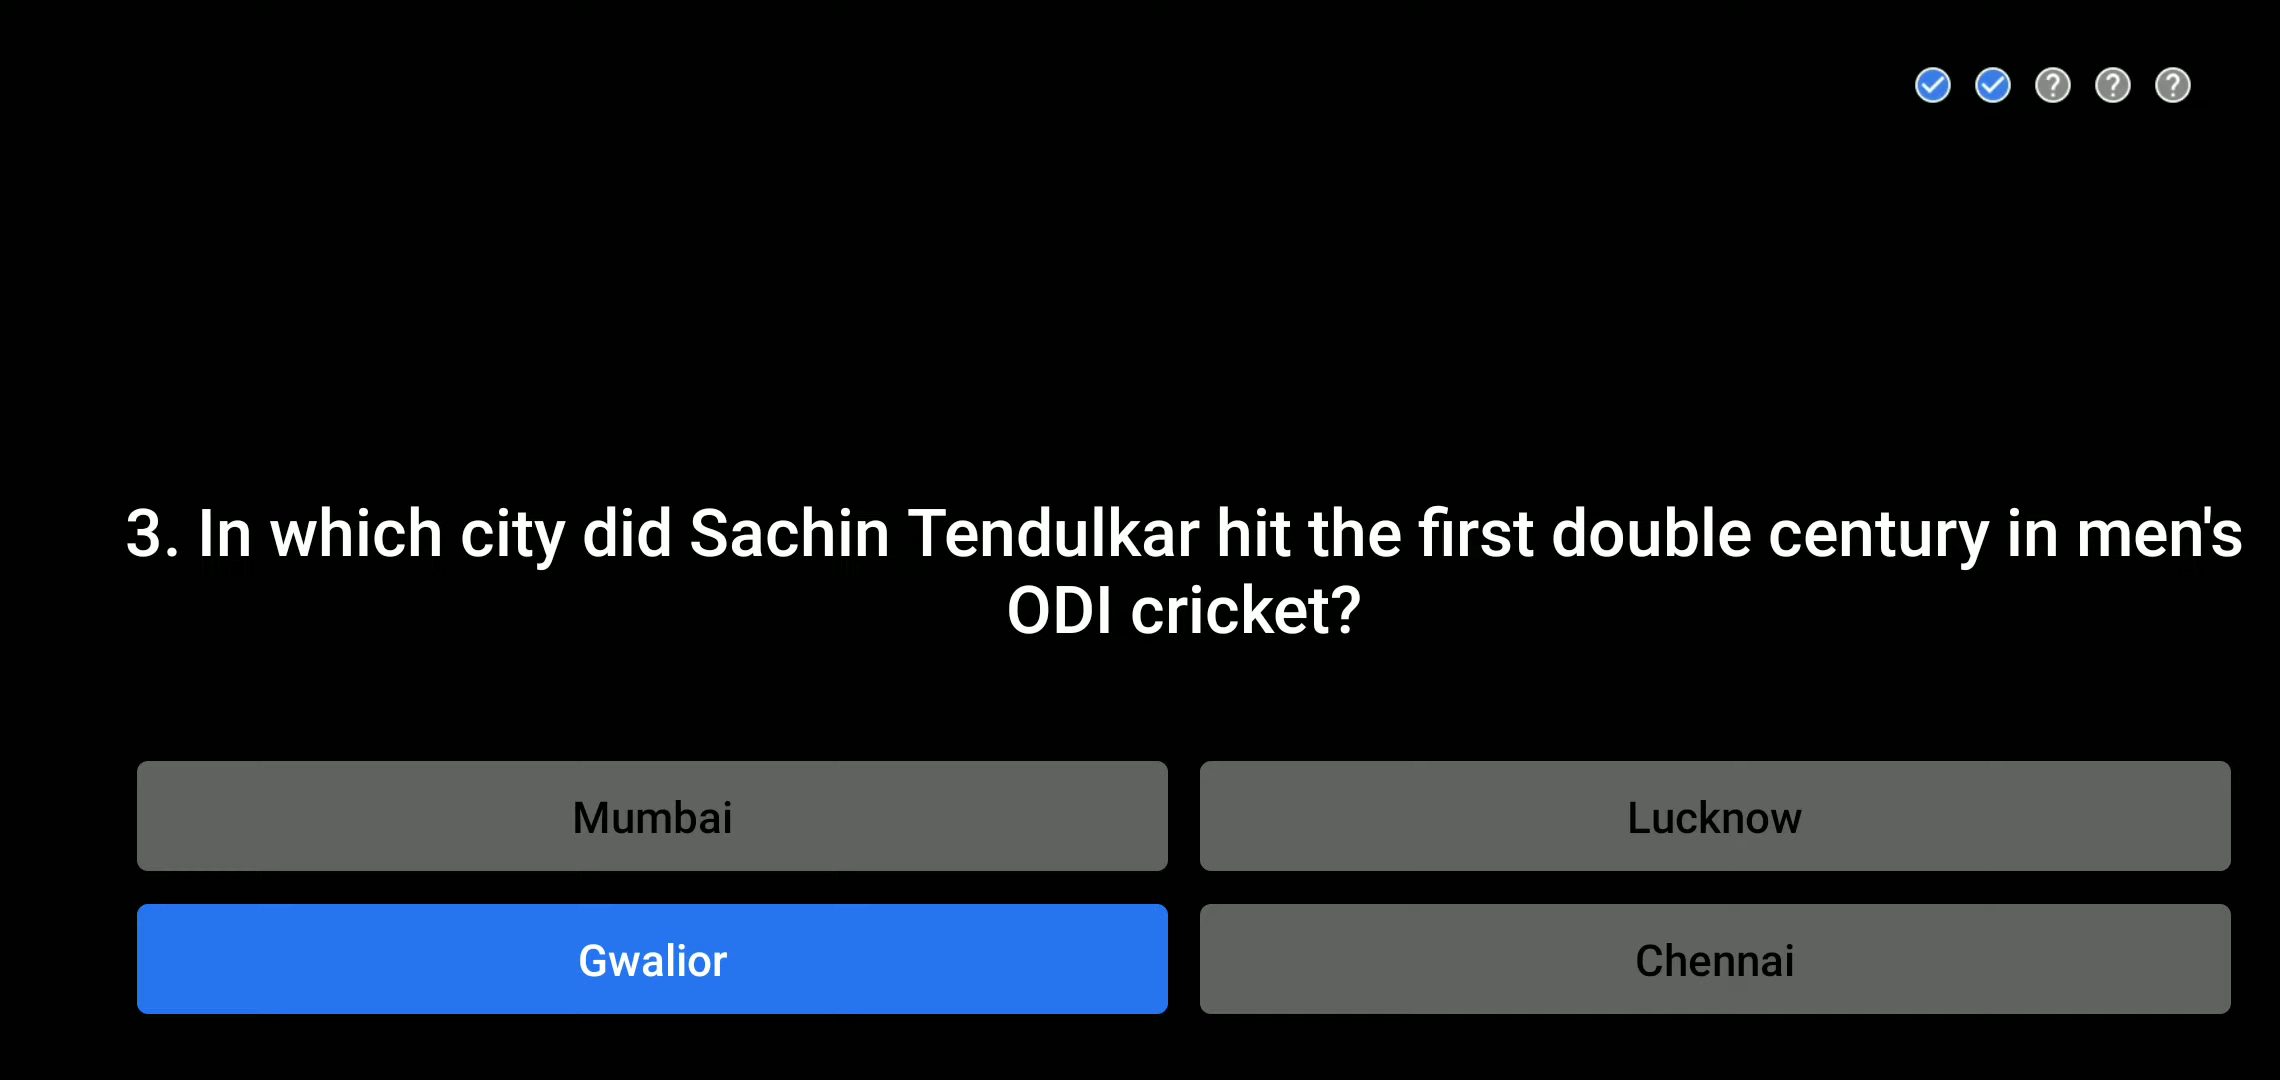 3. In which city did Sachin Tendulkar hit the first double century in men's
ODI cricket?
Mumbai
Lucknow
Gwalior
Chennai